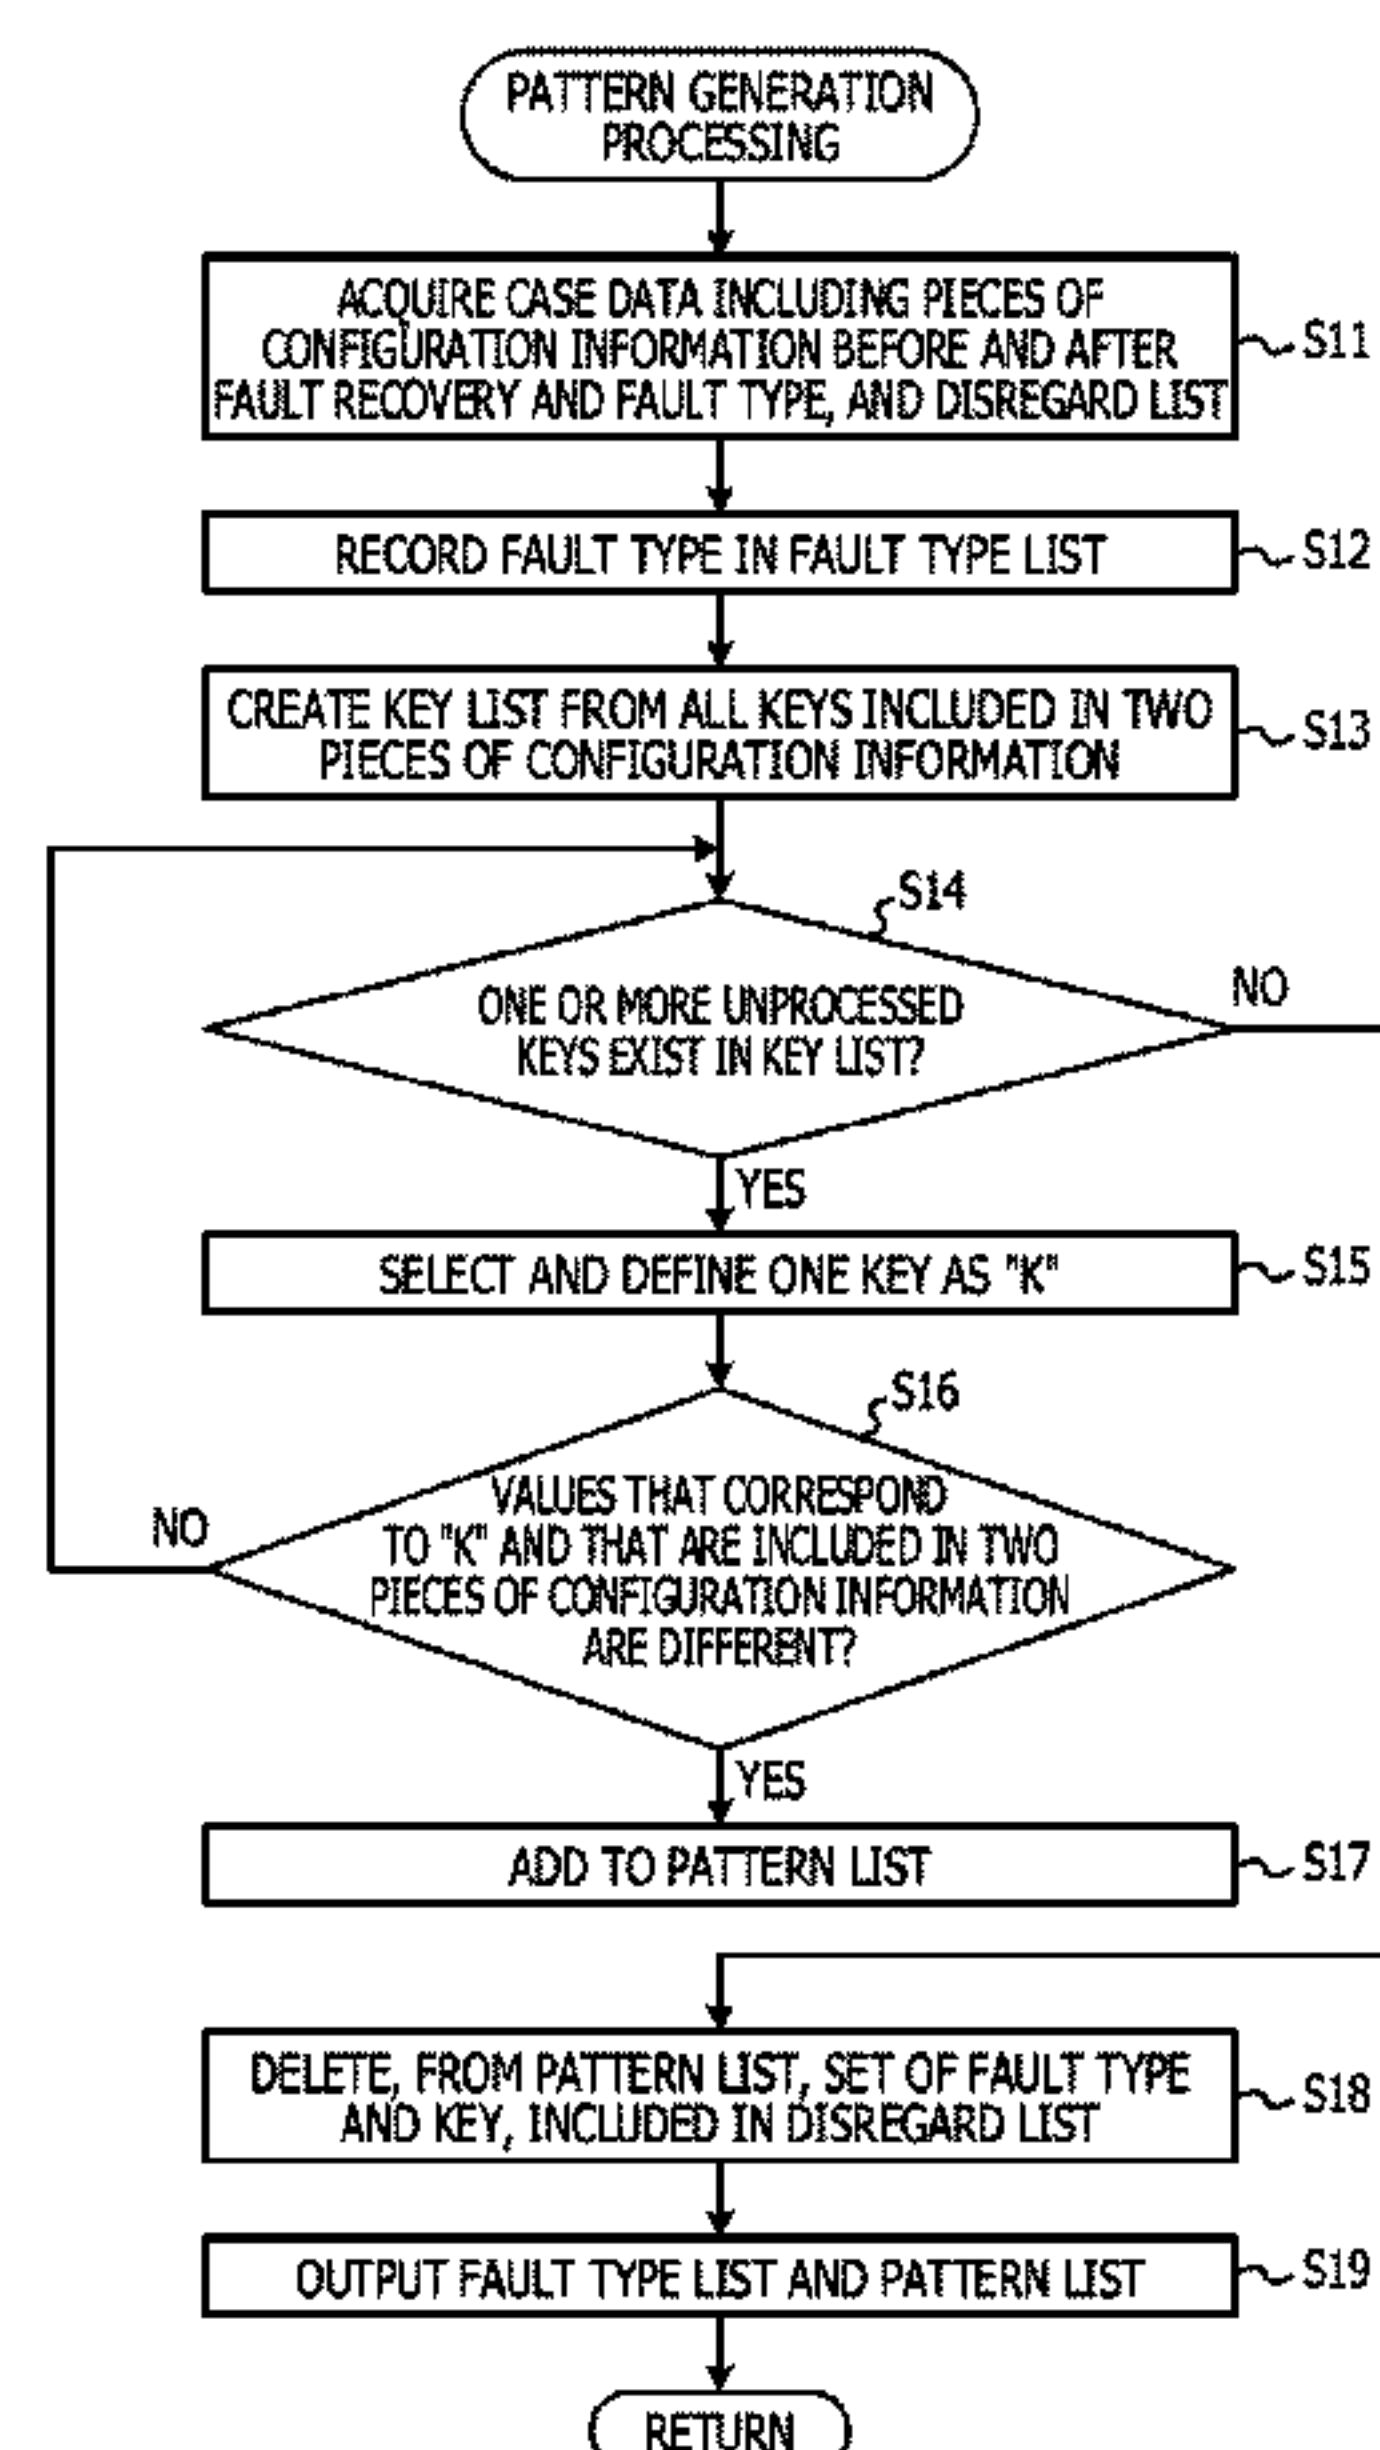 PATTERN GENERATION
PROCESSING
ACQUIRE CASE DATA INCLUDING PIECES OF
CONFIGURATION INFORMATION BEFORE AND AFTER
FAULT RECOVERY AND FAULT TYPE, AND DISREGARD LIST
S11
RECORD FAULT TYPE IN FAULT TYPE LIST
S12
CREATE KEY LIST FROM ALL KEYS INCLUDED IN TWO
PIECES OF CONFIGURATION INFORMATION
S13
S14
ONE OR MORE UNPROCESSED
KEYS EXIST IN KEY LIST?
NO
YES
SELECT AND DEFINE ONE KEY AS "K"
S15
S16
VALUES THAT CORRESPOND
TO "K" AND THAT ARE INCLUDED IN TWO
PIECES OF CONFIGURATION INFORMATION
ARE DIFFERENT?
NO
YES
ADD TO PATTERN LIST
S17
DELETE, FROM PATTERN LIST, SET OF FAULT TYPE
AND KEY, INCLUDED IN DISREGARD LIST
S18
OUTPUT FAULT TYPE LIST AND PATTERN LIST
S19
RETURN